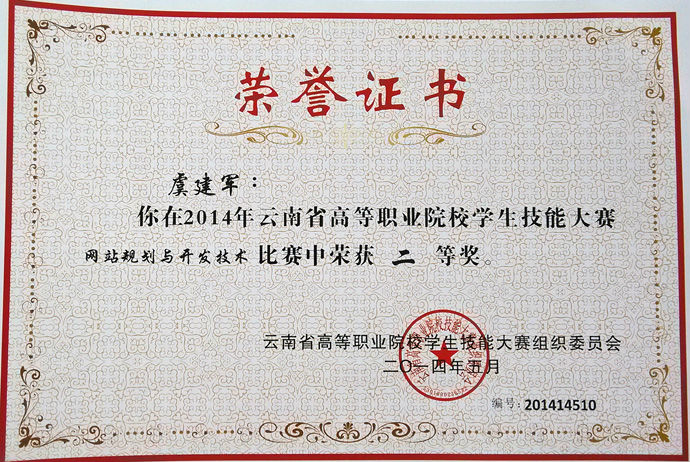 荣誉证书
虞建军：
你在2014年云南省高等职业院校学生技能大赛
网站规划与开发技术 比赛中荣获 二 等奖。
云南省高等职业院校学生技能大赛组织委员会
二〇一四年五月
编号: 201414510